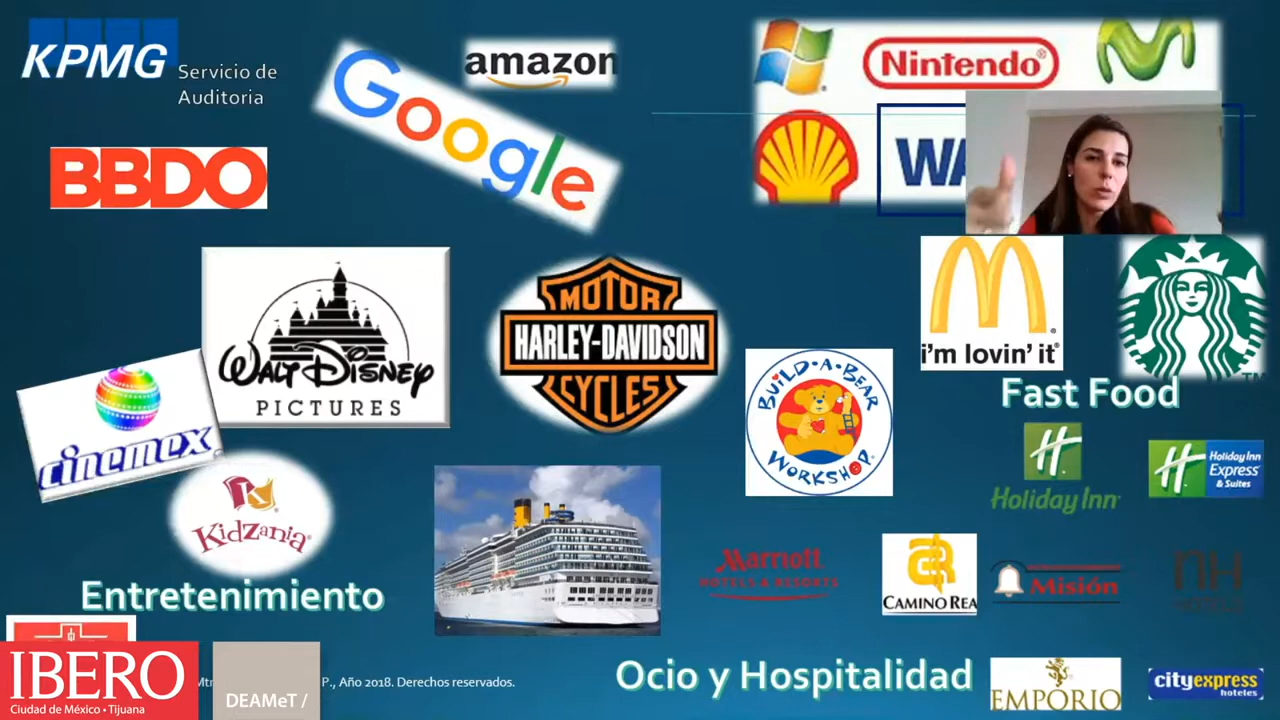 KPMG
Servicio de
Auditoria
Google
amazon
Nintendo
WA
BBDO
MOTOR
HARLEY-DAVIDSON
CYCLES
WALT DISNEY
PICTURES
i'm lovin' it
Fast Food
BUILD-A-BEAR
WORKSHOP
cinemex
KidZania
Entretenimiento
Holiday Inn
Holiday Inn
Express
& Suites
Marriott
HOTELS & RESORTS
CAMINO REA
Misión
nH
HOTELES
Ocio y Hospitalidad
EMPORIO
cityexpress
hoteles
IBERO
Ciudad de México • Tijuana
DEAMeT /
P., Año 2018. Derechos reservados.